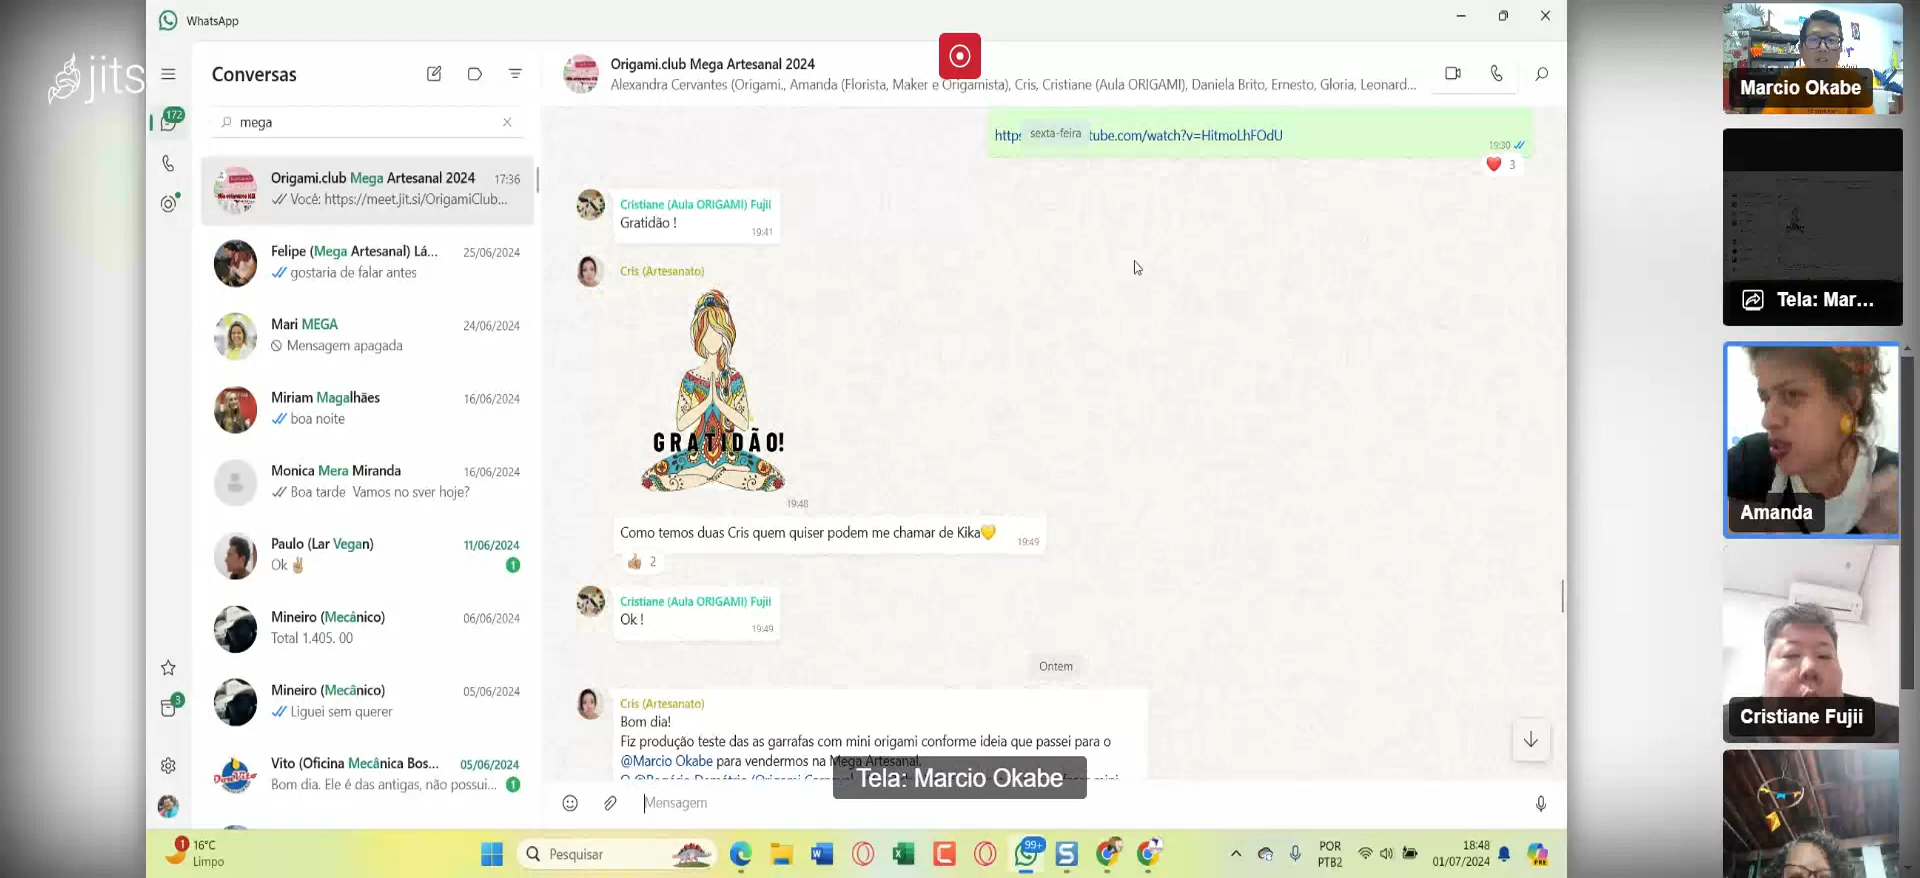 WhatsApp
jits
Conversas
mega
172
Origami.club Mega Artesanal 2024
17:36
Você: https://meet.jit.si/OrigamiClub...
Felipe (Mega Artesanal) Lá...
25/06/2024
gostaria de falar antes
Mari MEGA
24/06/2024
Mensagem apagada
Miriam Magalhães
16/06/2024
boa noite
Monica Mera Miranda
16/06/2024
Boa tarde Vamos no sver hoje?
Paulo (Lar Vegan)
11/06/2024
Ok
1
Mineiro (Mecânico)
06/06/2024
Total 1.405. 00
Mineiro (Mecânico)
05/06/2024
Liguei sem querer
3
Vito (Oficina Mecânica Bos...
05/06/2024
Bom dia. Ele é das antigas, não possui...
1
Origami.club Mega Artesanal 2024
Alexandra Cervantes (Origami., Amanda (Florista, Maker e Origamista), Cris, Cristiane (Aula ORIGAMI), Daniela Brito, Ernesto, Gloria, Leonard...
https
sexta-feira
tube.com/watch?v=HitmoLhFOdU
19:30
3
Cristiane (Aula ORIGAMI) Fujii
Gratidão !
19:41
Cris (Artesanato)
GRATIDÃO!
19:48
Como temos duas Cris quem quiser podem me chamar de Kika
19:49
2
Cristiane (Aula ORIGAMI) Fujii
Ok !
19:49
Ontem
Cris (Artesanato)
Bom dia!
Fiz produção teste das as garrafas com mini origami conforme ideia que passei para o
@Marcio Okabe para vendermos na Mega Artesanal.
Tela: Marcio Okabe
Mensagem
Marcio Okabe
Tela: Mar...
Amanda
Cristiane Fujii
1
16°C
Limpo
Pesquisar
99+
POR
PTB2
18:48
01/07/2024
PRE